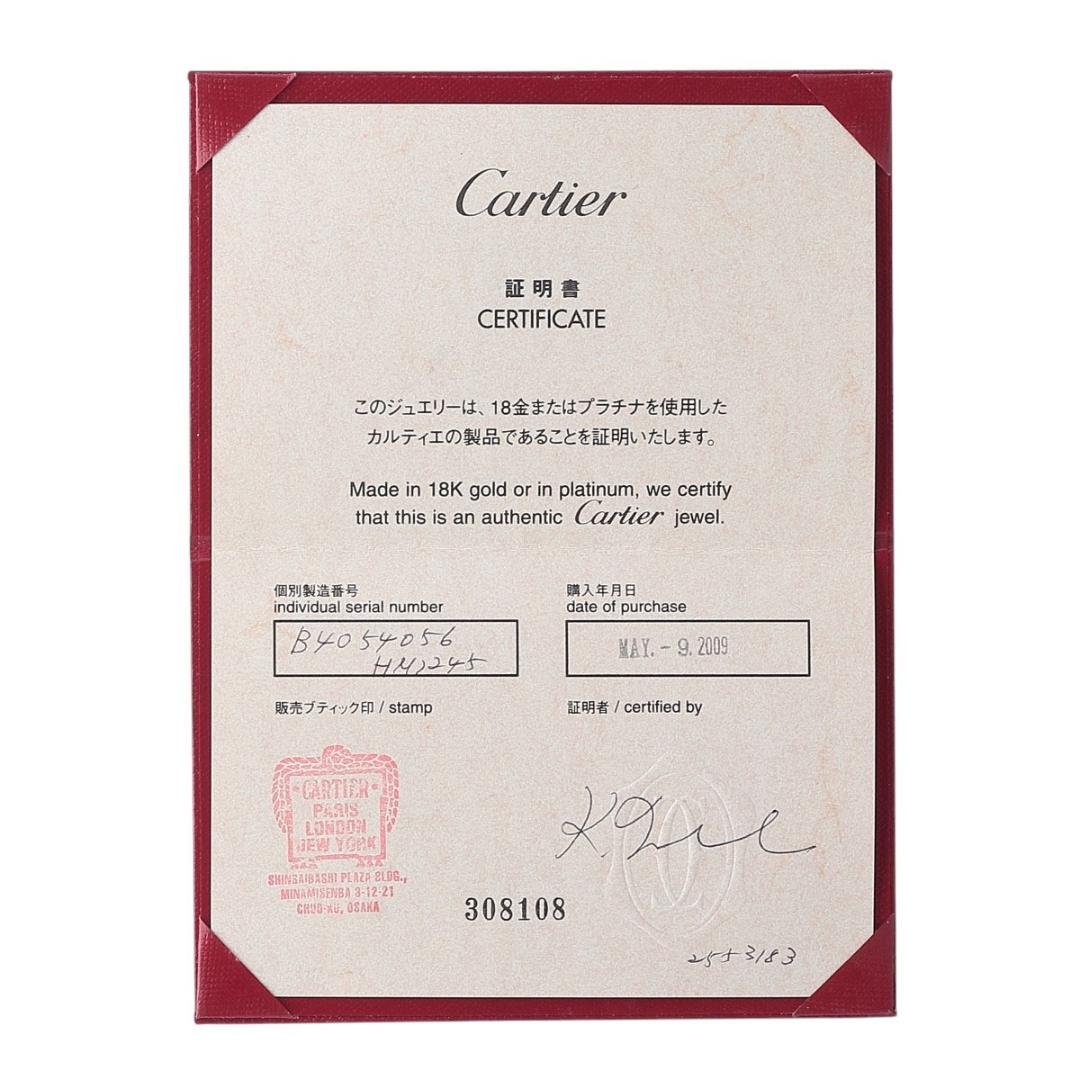 Cartier
証明書
CERTIFICATE
このジュエリーは、18金またはプラチナを使用した
カルティエの製品であることを証明いたします。
Made in 18K gold or in platinum, we certify
that this is an authentic Cartier jewel.
個別製造番号
individual serial number
B4054056
購入年月日
date of purchase
MAY. - 9. 2009
販売ブティック印 / stamp
証明者 / certified by
CARTIER
PARIS
LONDON
NEW YORK
SHINSAIBASHI PLAZA BLDG.,
MINAMISENBA 3-12-21
CHUO-KU, OSAKA
308108
2553183